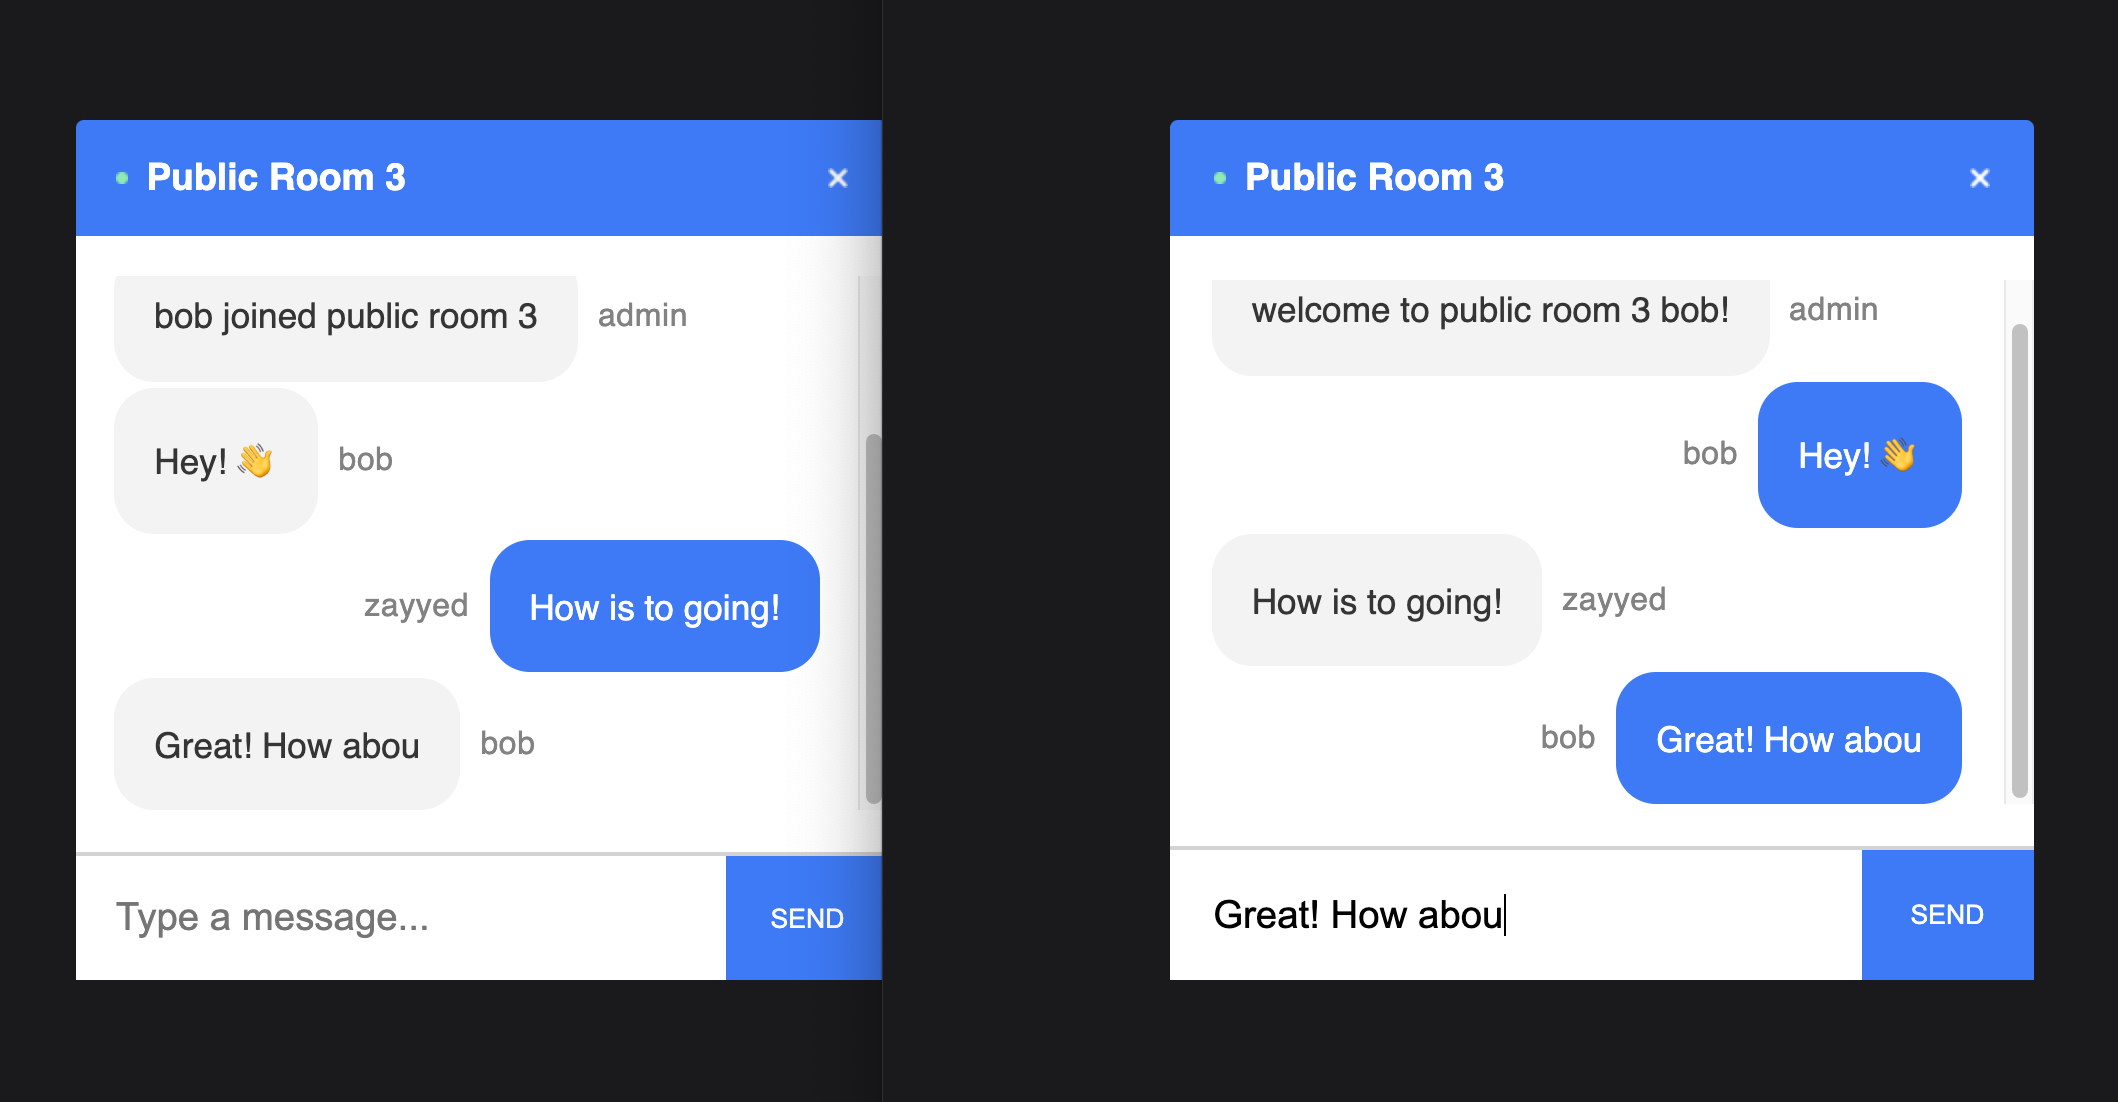 Public Room 3 ×
bob joined public room 3 admin
Hey! 👋 bob
zayyed How is to going!
Great! How abou bob
Type a message... SEND
Public Room 3 ×
welcome to public room 3 bob! admin
bob Hey! 👋
How is to going! zayyed
bob Great! How abou
Great! How abou SEND